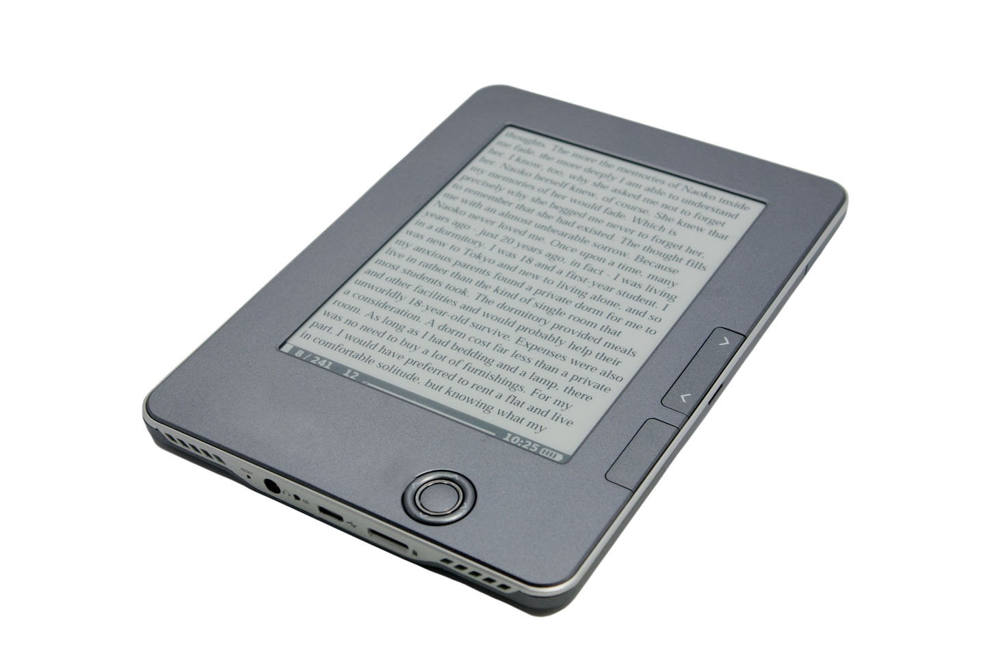 thoughts. The more the memories of Naoko inside
me fade, the more deeply I am able to understand
her. I know, too, why she asked me not to forget
her. Naoko herself knew, of course. She knew that
my memories of her would fade. Which is
precisely why she begged me never to forget her,
to remember that she had existed. The thought fills
me with an almost unbearable sorrow. Because
Naoko never loved me. Once upon a time, many
years ago - just 20 years ago, in fact - I was living
in a dormitory. I was 18 and a first-year student. I
was new to Tokyo and new to living alone, and so
my anxious parents found a private dorm for me to
live in rather than the kind of single room that
most students took. The dormitory provided meals
and other facilities and would probably help their
unworldly 18-year-old survive. Expenses were also
a consideration. A dorm cost far less than a private
room. As long as I had bedding and a lamp, there
was no need to buy a lot of furnishings. For my
part, I would have preferred to rent a flat and live
in comfortable solitude, but knowing what my
8 / 241 12 10:25
RESET